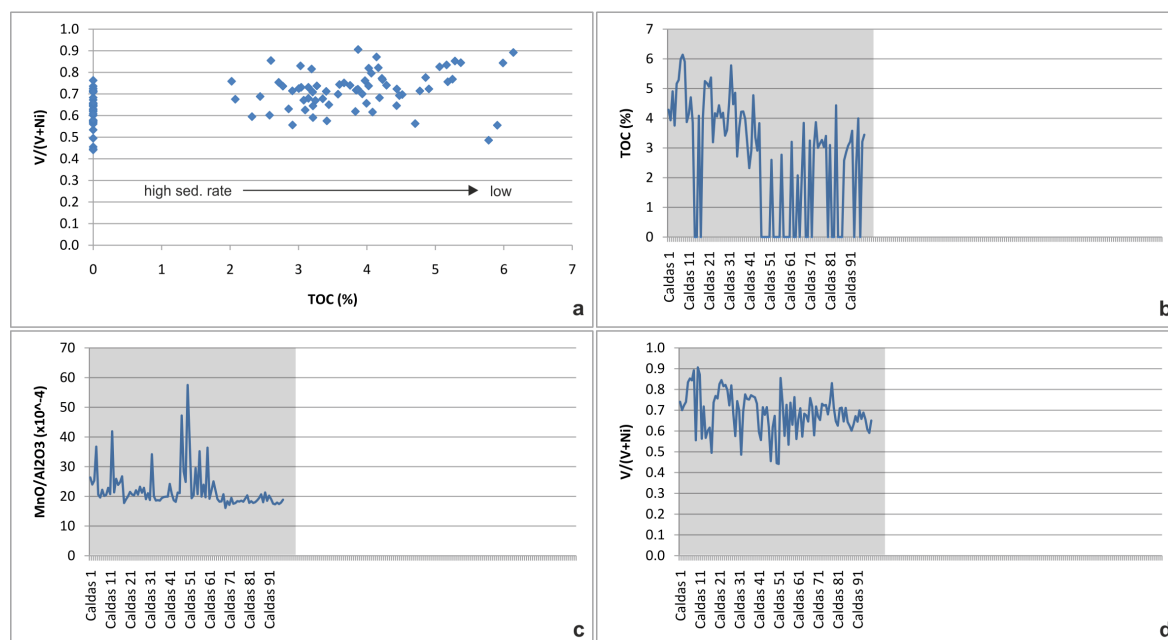 1.0
0.9
0.8
0.7
0.6
0.5
0.4
0.3
0.2
0.1
0.0
V/(V+Ni)
high sed. rate
low
0 1 2 3 4 5 6 7
TOC (%)
a
7
6
5
4
3
2
1
0
TOC (%)
Caldas 1
Caldas 11
Caldas 21
Caldas 31
Caldas 41
Caldas 51
Caldas 61
Caldas 71
Caldas 81
Caldas 91
b
70
60
50
40
30
20
10
0
MnO/Al2O3 (x10^-4)
Caldas 1
Caldas 11
Caldas 21
Caldas 31
Caldas 41
Caldas 51
Caldas 61
Caldas 71
Caldas 81
Caldas 91
c
1.0
0.9
0.8
0.7
0.6
0.5
0.4
0.3
0.2
0.1
0.0
V/(V+Ni)
Caldas 1
Caldas 11
Caldas 21
Caldas 31
Caldas 41
Caldas 51
Caldas 61
Caldas 71
Caldas 81
Caldas 91
d